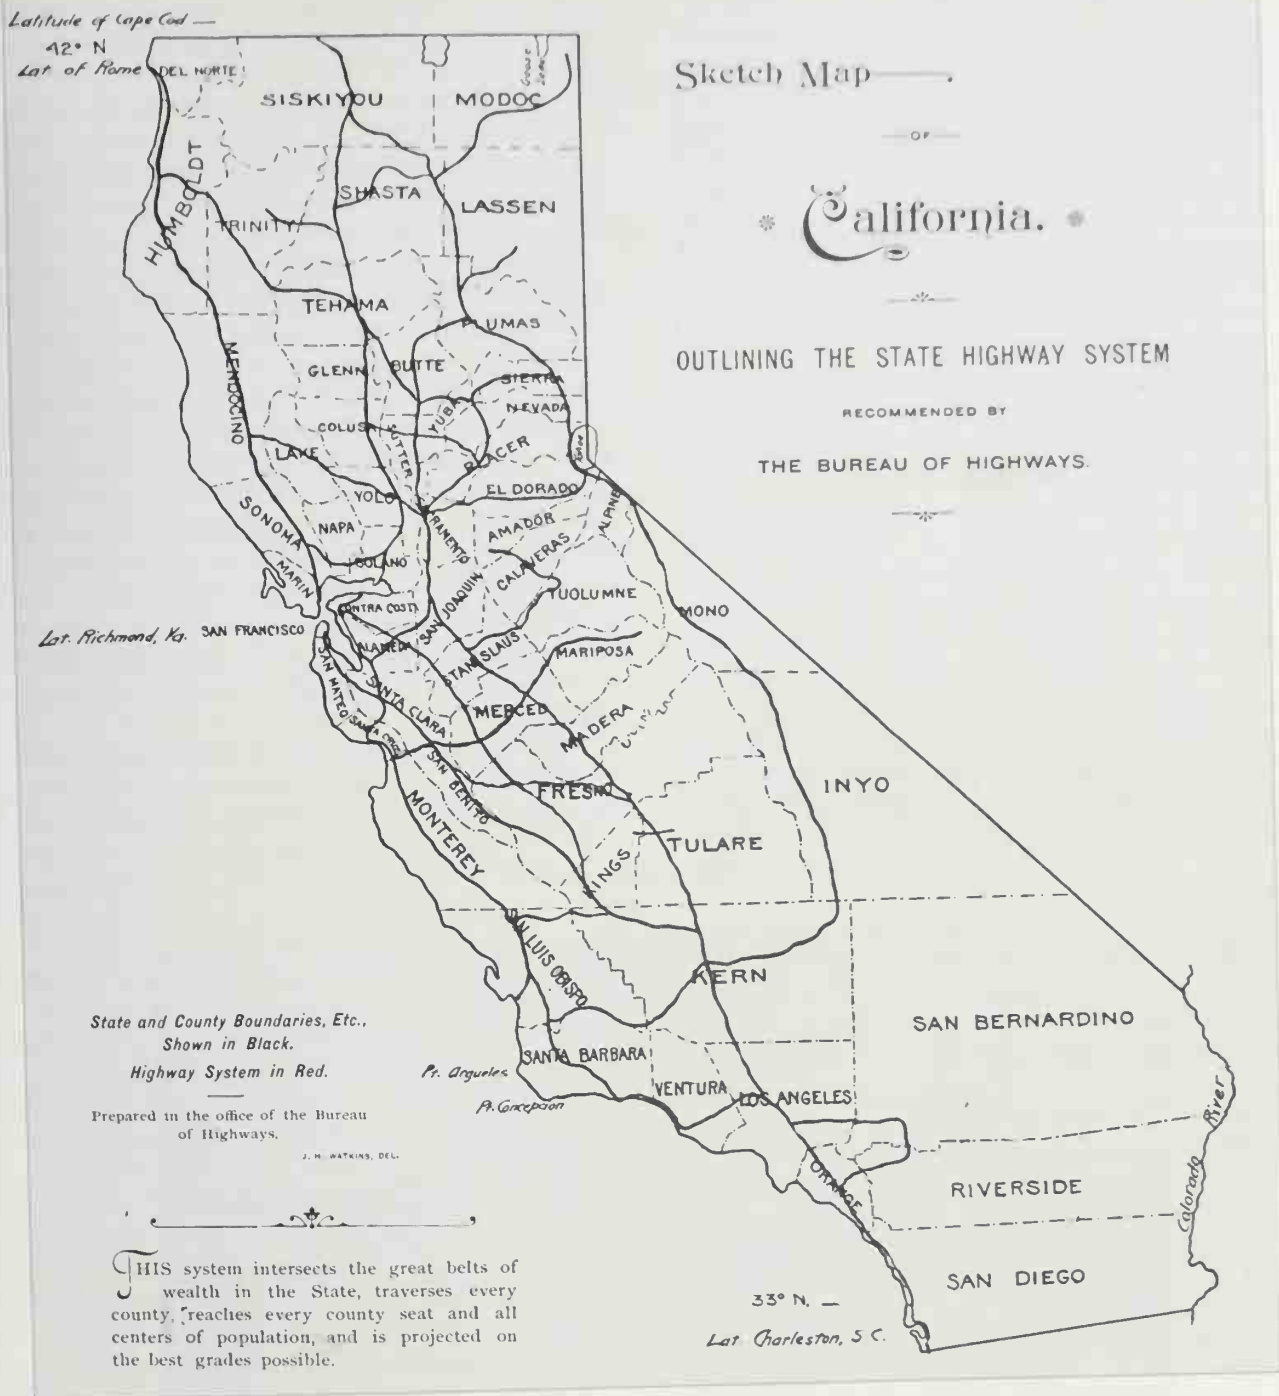 Latitude of Cape Cod —
42° N
Lat. of Rome
Sketch Map
OF
California.
OUTLINING THE STATE HIGHWAY SYSTEM
RECOMMENDED BY
THE BUREAU OF HIGHWAYS.
DEL NORTE
SISKIYOU
MODOC
Goose
HUMBOLDT
TRINITY
SHASTA
LASSEN
TEHAMA
PLUMAS
MENDOCINO
GLENN
BUTTE
SIERRA
NEVADA
YUBA
COLUSA
SUTTER
LAKE
PLACER
YOLO
EL DORADO
SONOMA
NAPA
AMADOR
ALPINE
SOLANO
CALAVERAS
MARIN
CONTRA COSTA
SAN JOAQUIN
TUOLUMNE
MONO
Lat. Richmond, Va.
SAN FRANCISCO
ALAMEDA
STANISLAUS
MARIPOSA
SAN MATEO
SANTA CLARA
SANTA CRUZ
MERCED
MADERA
SAN BENITO
FRESNO
INYO
MONTEREY
KINGS
TULARE
SAN LUIS OBISPO
KERN
SAN BERNARDINO
State and County Boundaries, Etc.,
Shown in Black.
Highway System in Red.
Prepared in the office of the Bureau
of Highways.
J. H. WATKINS, DEL.
Pt. Argueles
Pt. Concepcion
SANTA BARBARA
VENTURA
LOS ANGELES
ORANGE
RIVERSIDE
Colorado River
SAN DIEGO
33° N. —
Lat Charleston, S C.
THIS system intersects the great belts of
wealth in the State, traverses every
county, reaches every county seat and all
centers of population, and is projected on
the best grades possible.